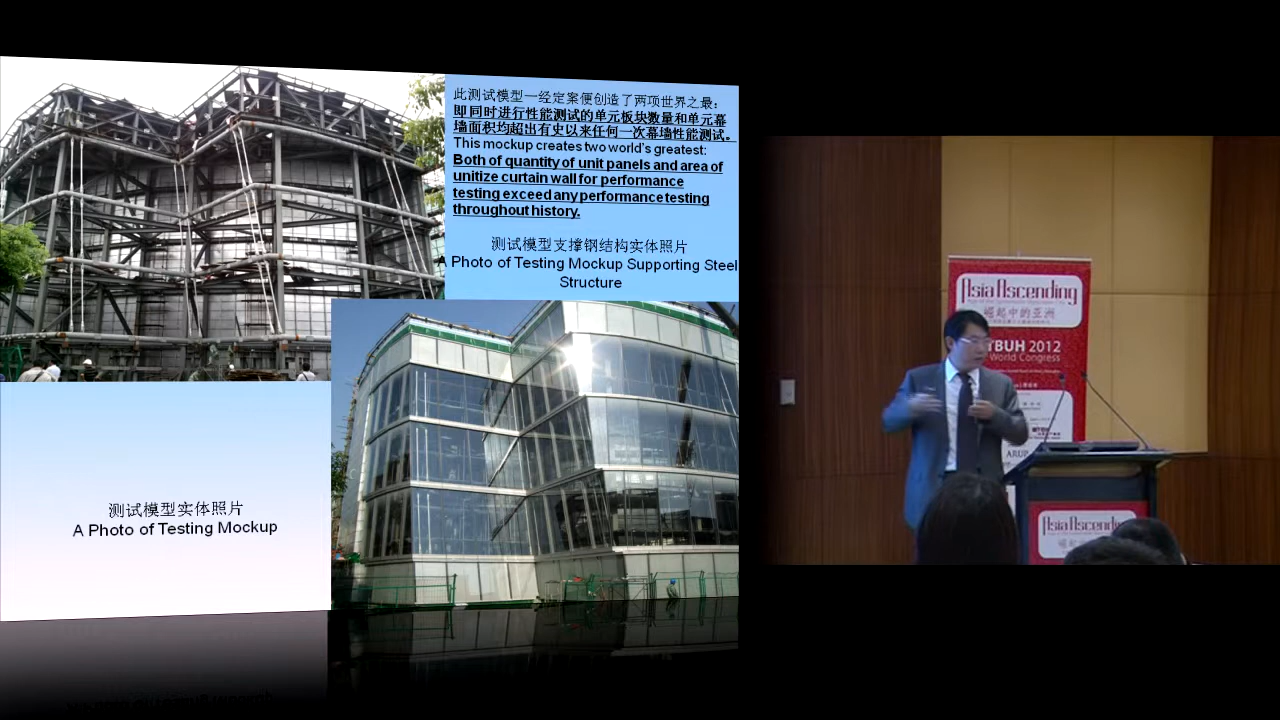 此测试模型一经定案便创造了两项世界之最：
即同时进行性能测试的单元板块数量和单元幕
墙面积均超出有史以来任何一次幕墙性能测试。
This mockup creates two world's greatest:
Both of quantity of unit panels and area of
unitize curtain wall for performance
testing exceed any performance testing
throughout history.
测试模型支撑钢结构实体照片
A Photo of Testing Mockup Supporting Steel
Structure
测试模型实体照片
A Photo of Testing Mockup
Asia Ascending
崛起中的亚洲
TBUH 2012
World Congress
ARUP
Asia Ascending